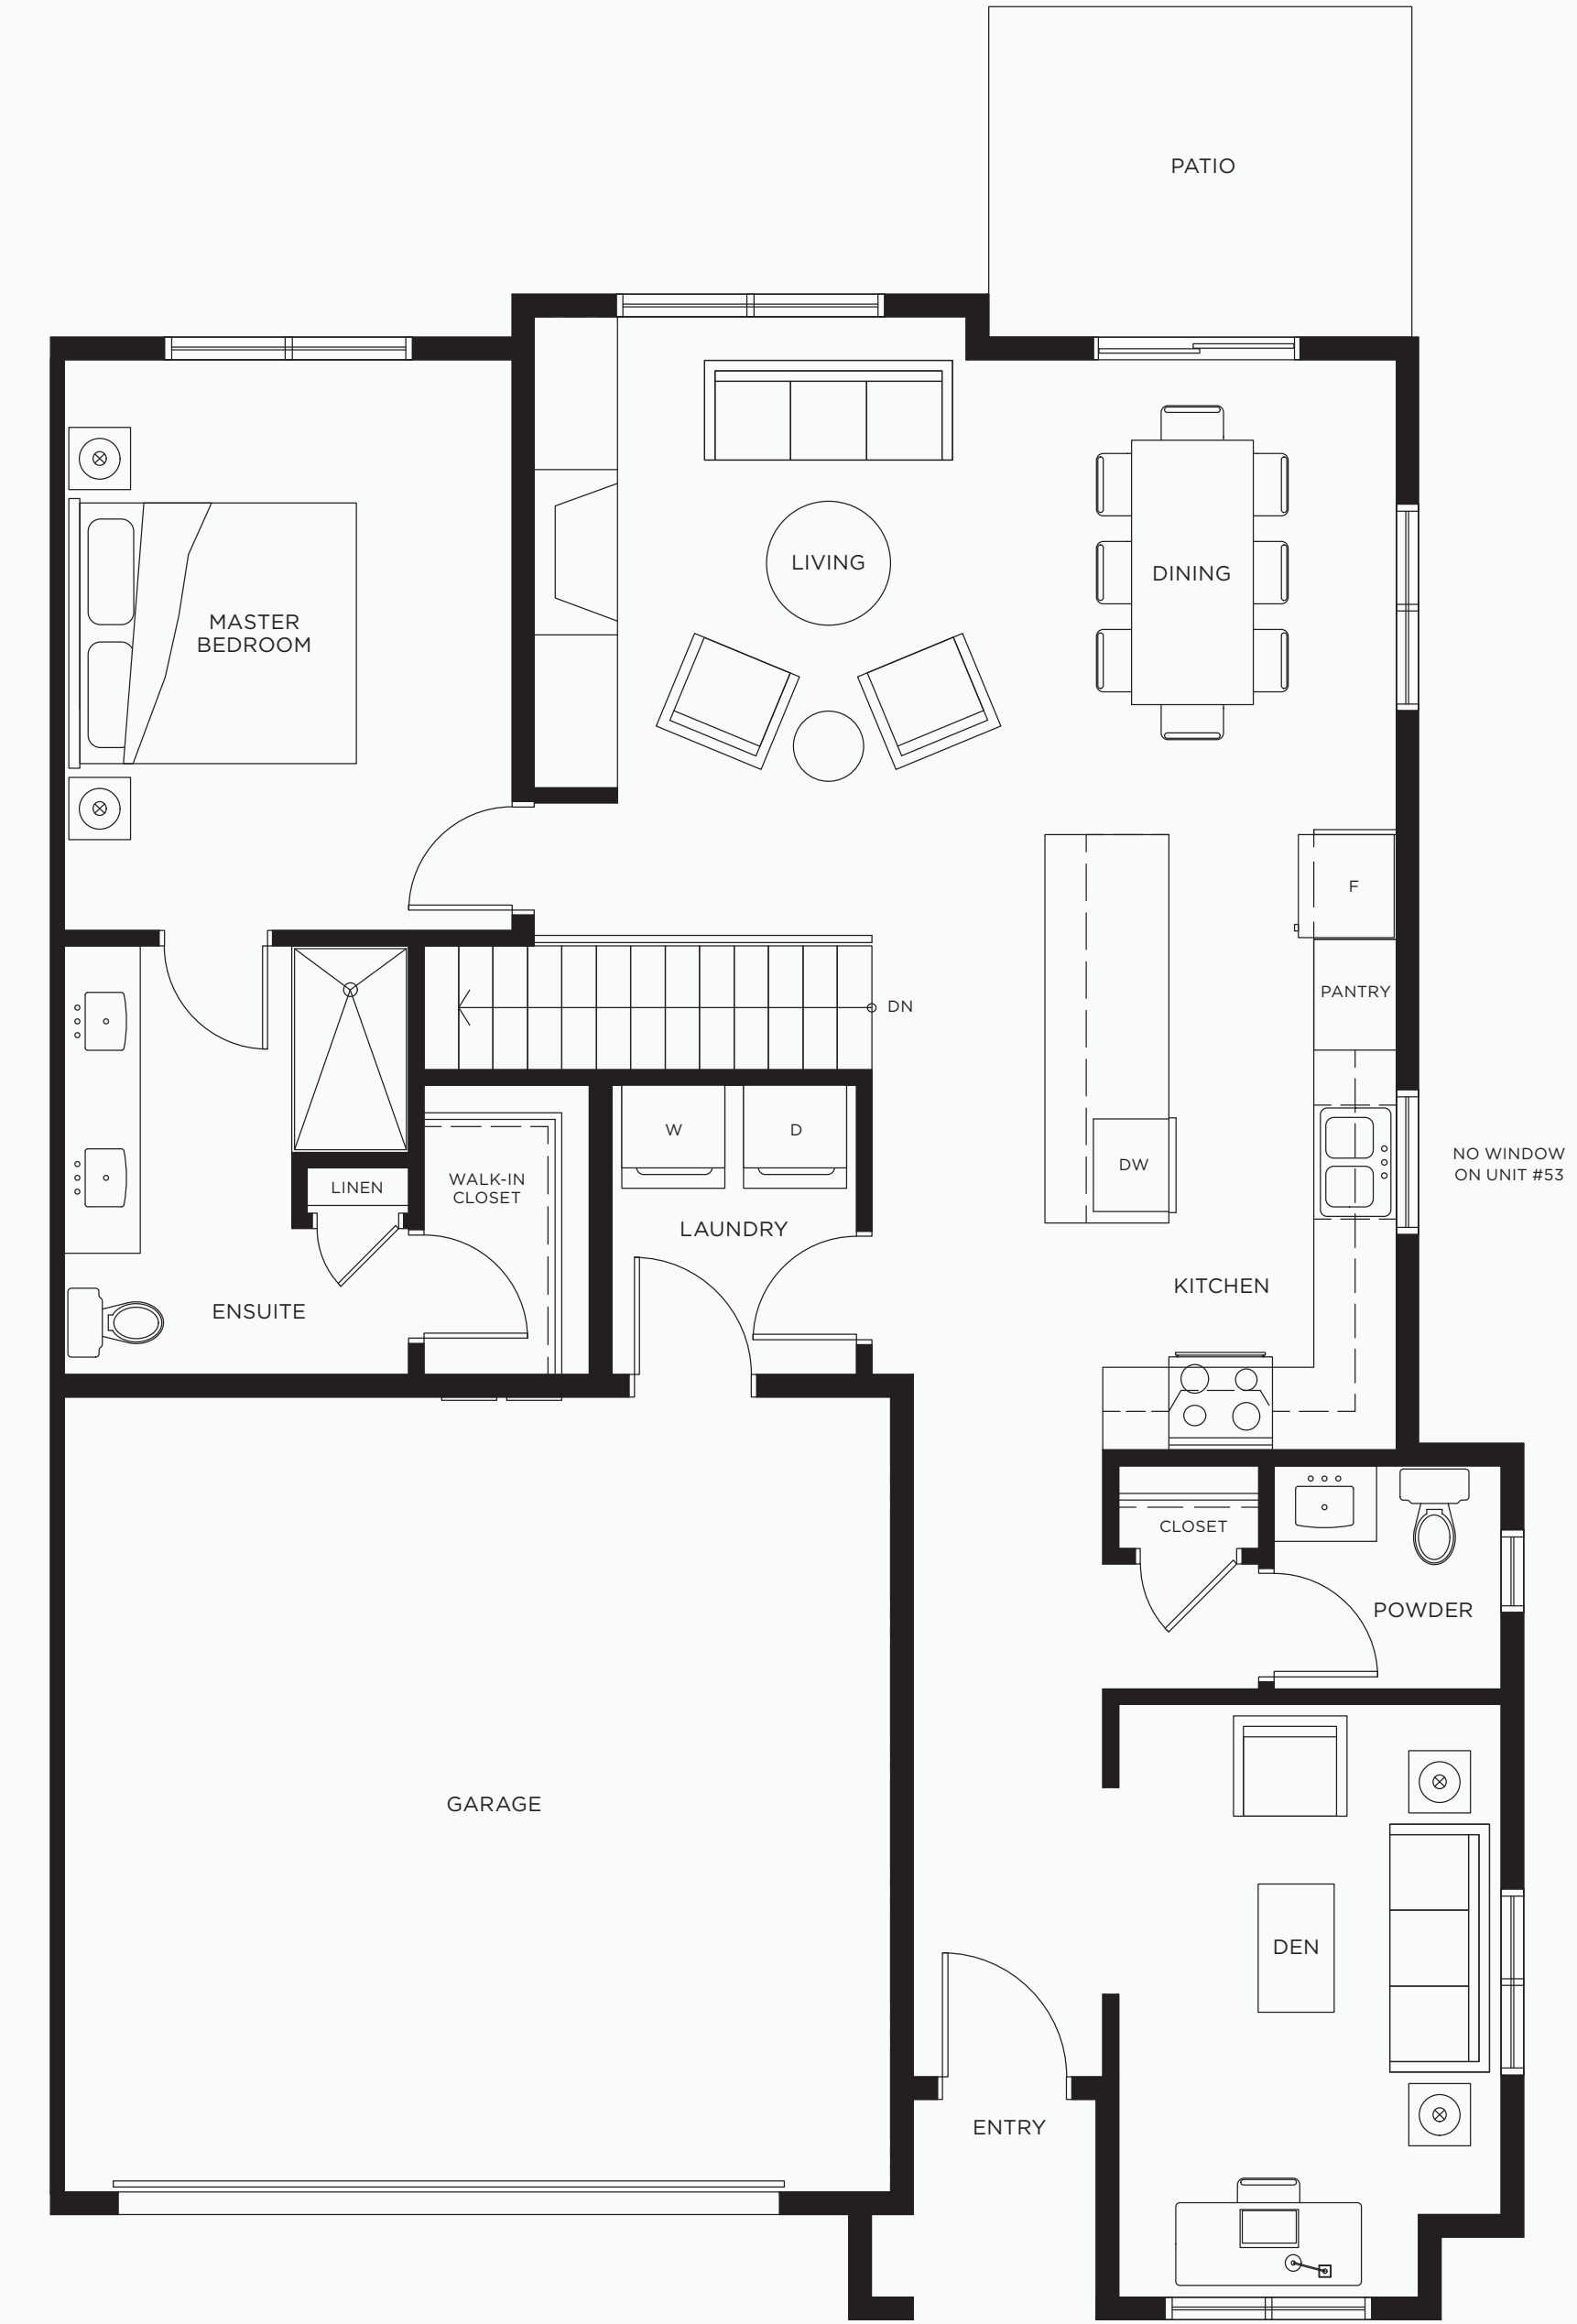 PATIO
LIVING
DINING
MASTER
BEDROOM
F
PANTRY
DN
W
D
DW
NO WINDOW
ON UNIT #53
WALK-IN
CLOSET
LINEN
LAUNDRY
KITCHEN
ENSUITE
CLOSET
POWDER
GARAGE
DEN
ENTRY